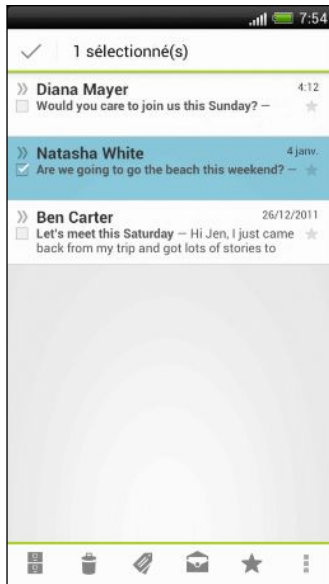 7:54
1 sélectionné(s)
Diana Mayer 4:12
Would you care to join us this Sunday? –
Natasha White 4 janv.
Are we going to go the beach this weekend? –
Ben Carter 26/12/2011
Let's meet this Saturday – Hi Jen, I just came
back from my trip and got lots of stories to